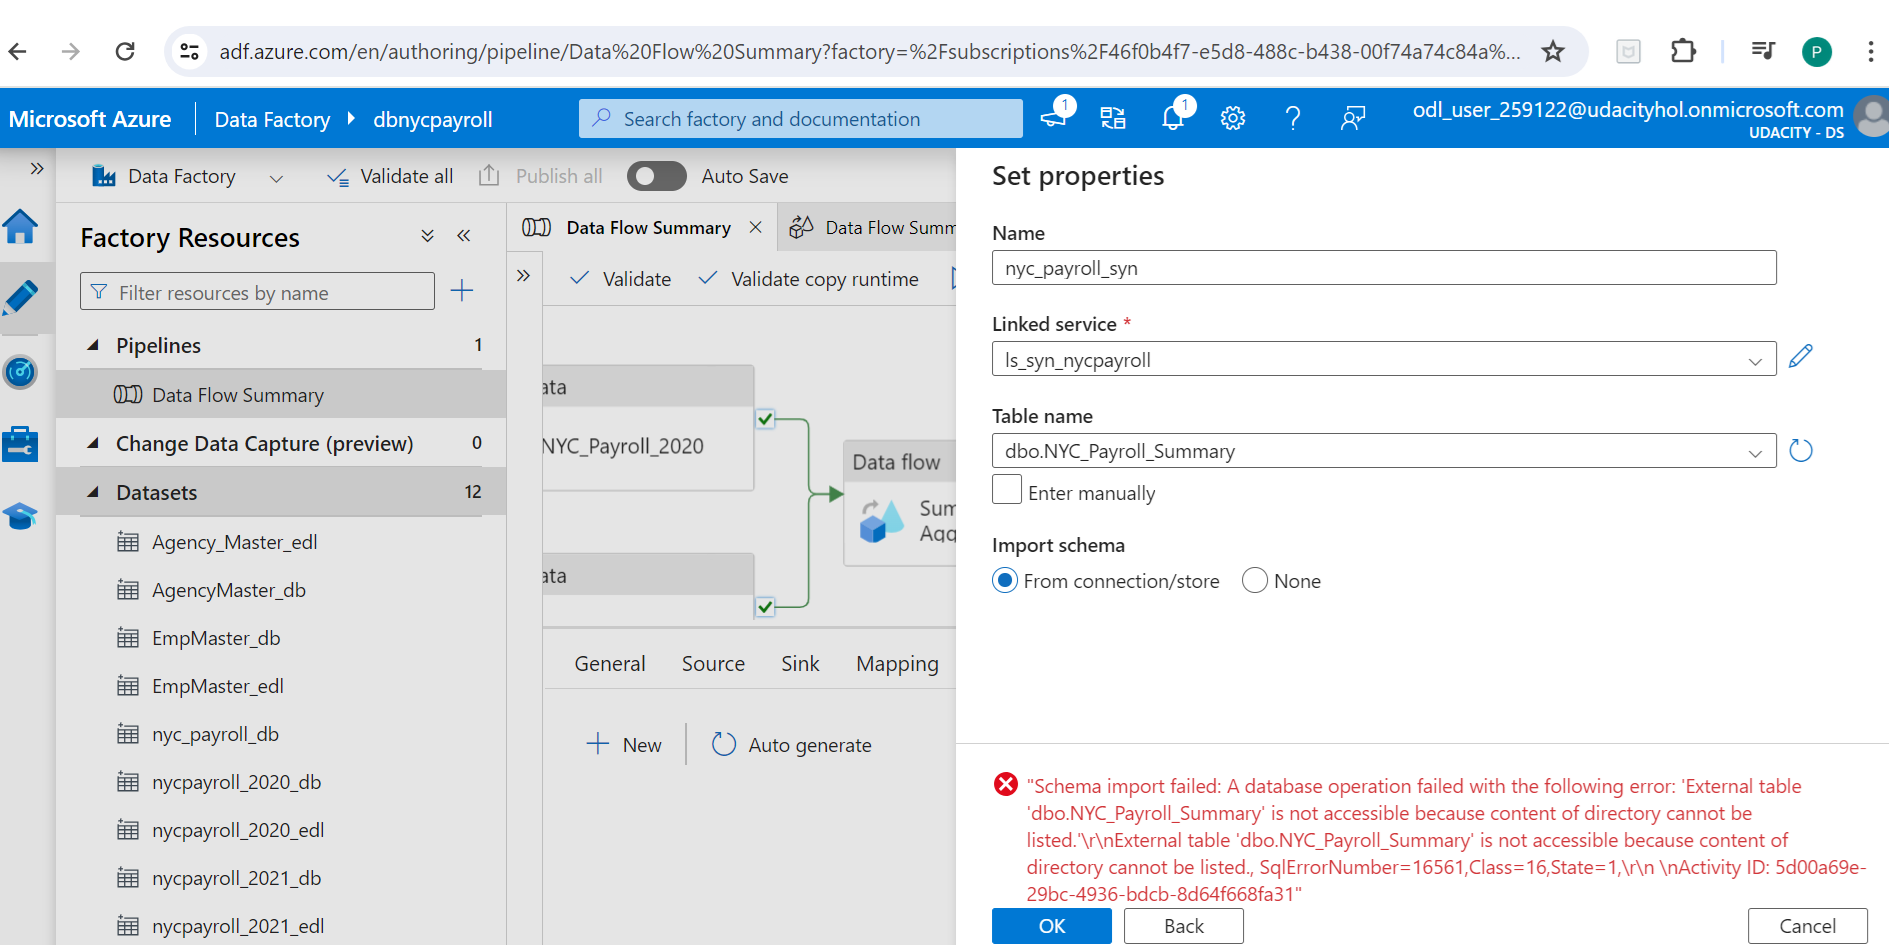 adf.azure.com/en/authoring/pipeline/Data%20Flow%20Summary?factory=%2Fsubscriptions%2F46f0b4f7-e5d8-488c-b438-00f74a74c84a%...
P
Microsoft Azure
Data Factory
dbnycpayroll
Search factory and documentation
1
1
odl_user_259122@udacityhol.onmicrosoft.com
UDACITY - DS
Data Factory
Validate all
Publish all
Auto Save
Factory Resources
Filter resources by name
Pipelines 1
Data Flow Summary
Change Data Capture (preview) 0
Datasets 12
Agency_Master_edl
AgencyMaster_db
EmpMaster_db
EmpMaster_edl
nyc_payroll_db
nycpayroll_2020_db
nycpayroll_2020_edl
nycpayroll_2021_db
nycpayroll_2021_edl
Data Flow Summary
Data Flow Summ
Validate
Validate copy runtime
ata
NYC_Payroll_2020
Data flow
Sum
Agg
ata
General Source Sink Mapping
New
Auto generate
Set properties
Name
nyc_payroll_syn
Linked service *
ls_syn_nycpayroll
Table name
dbo.NYC_Payroll_Summary
Enter manually
Import schema
From connection/store
None
"Schema import failed: A database operation failed with the following error: 'External table
'dbo.NYC_Payroll_Summary' is not accessible because content of directory cannot be
listed.'\r\nExternal table 'dbo.NYC_Payroll_Summary' is not accessible because content of
directory cannot be listed., SqlErrorNumber=16561,Class=16,State=1,\r\n \nActivity ID: 5d00a69e-
29bc-4936-bdcb-8d64f668fa31"
OK
Back
Cancel